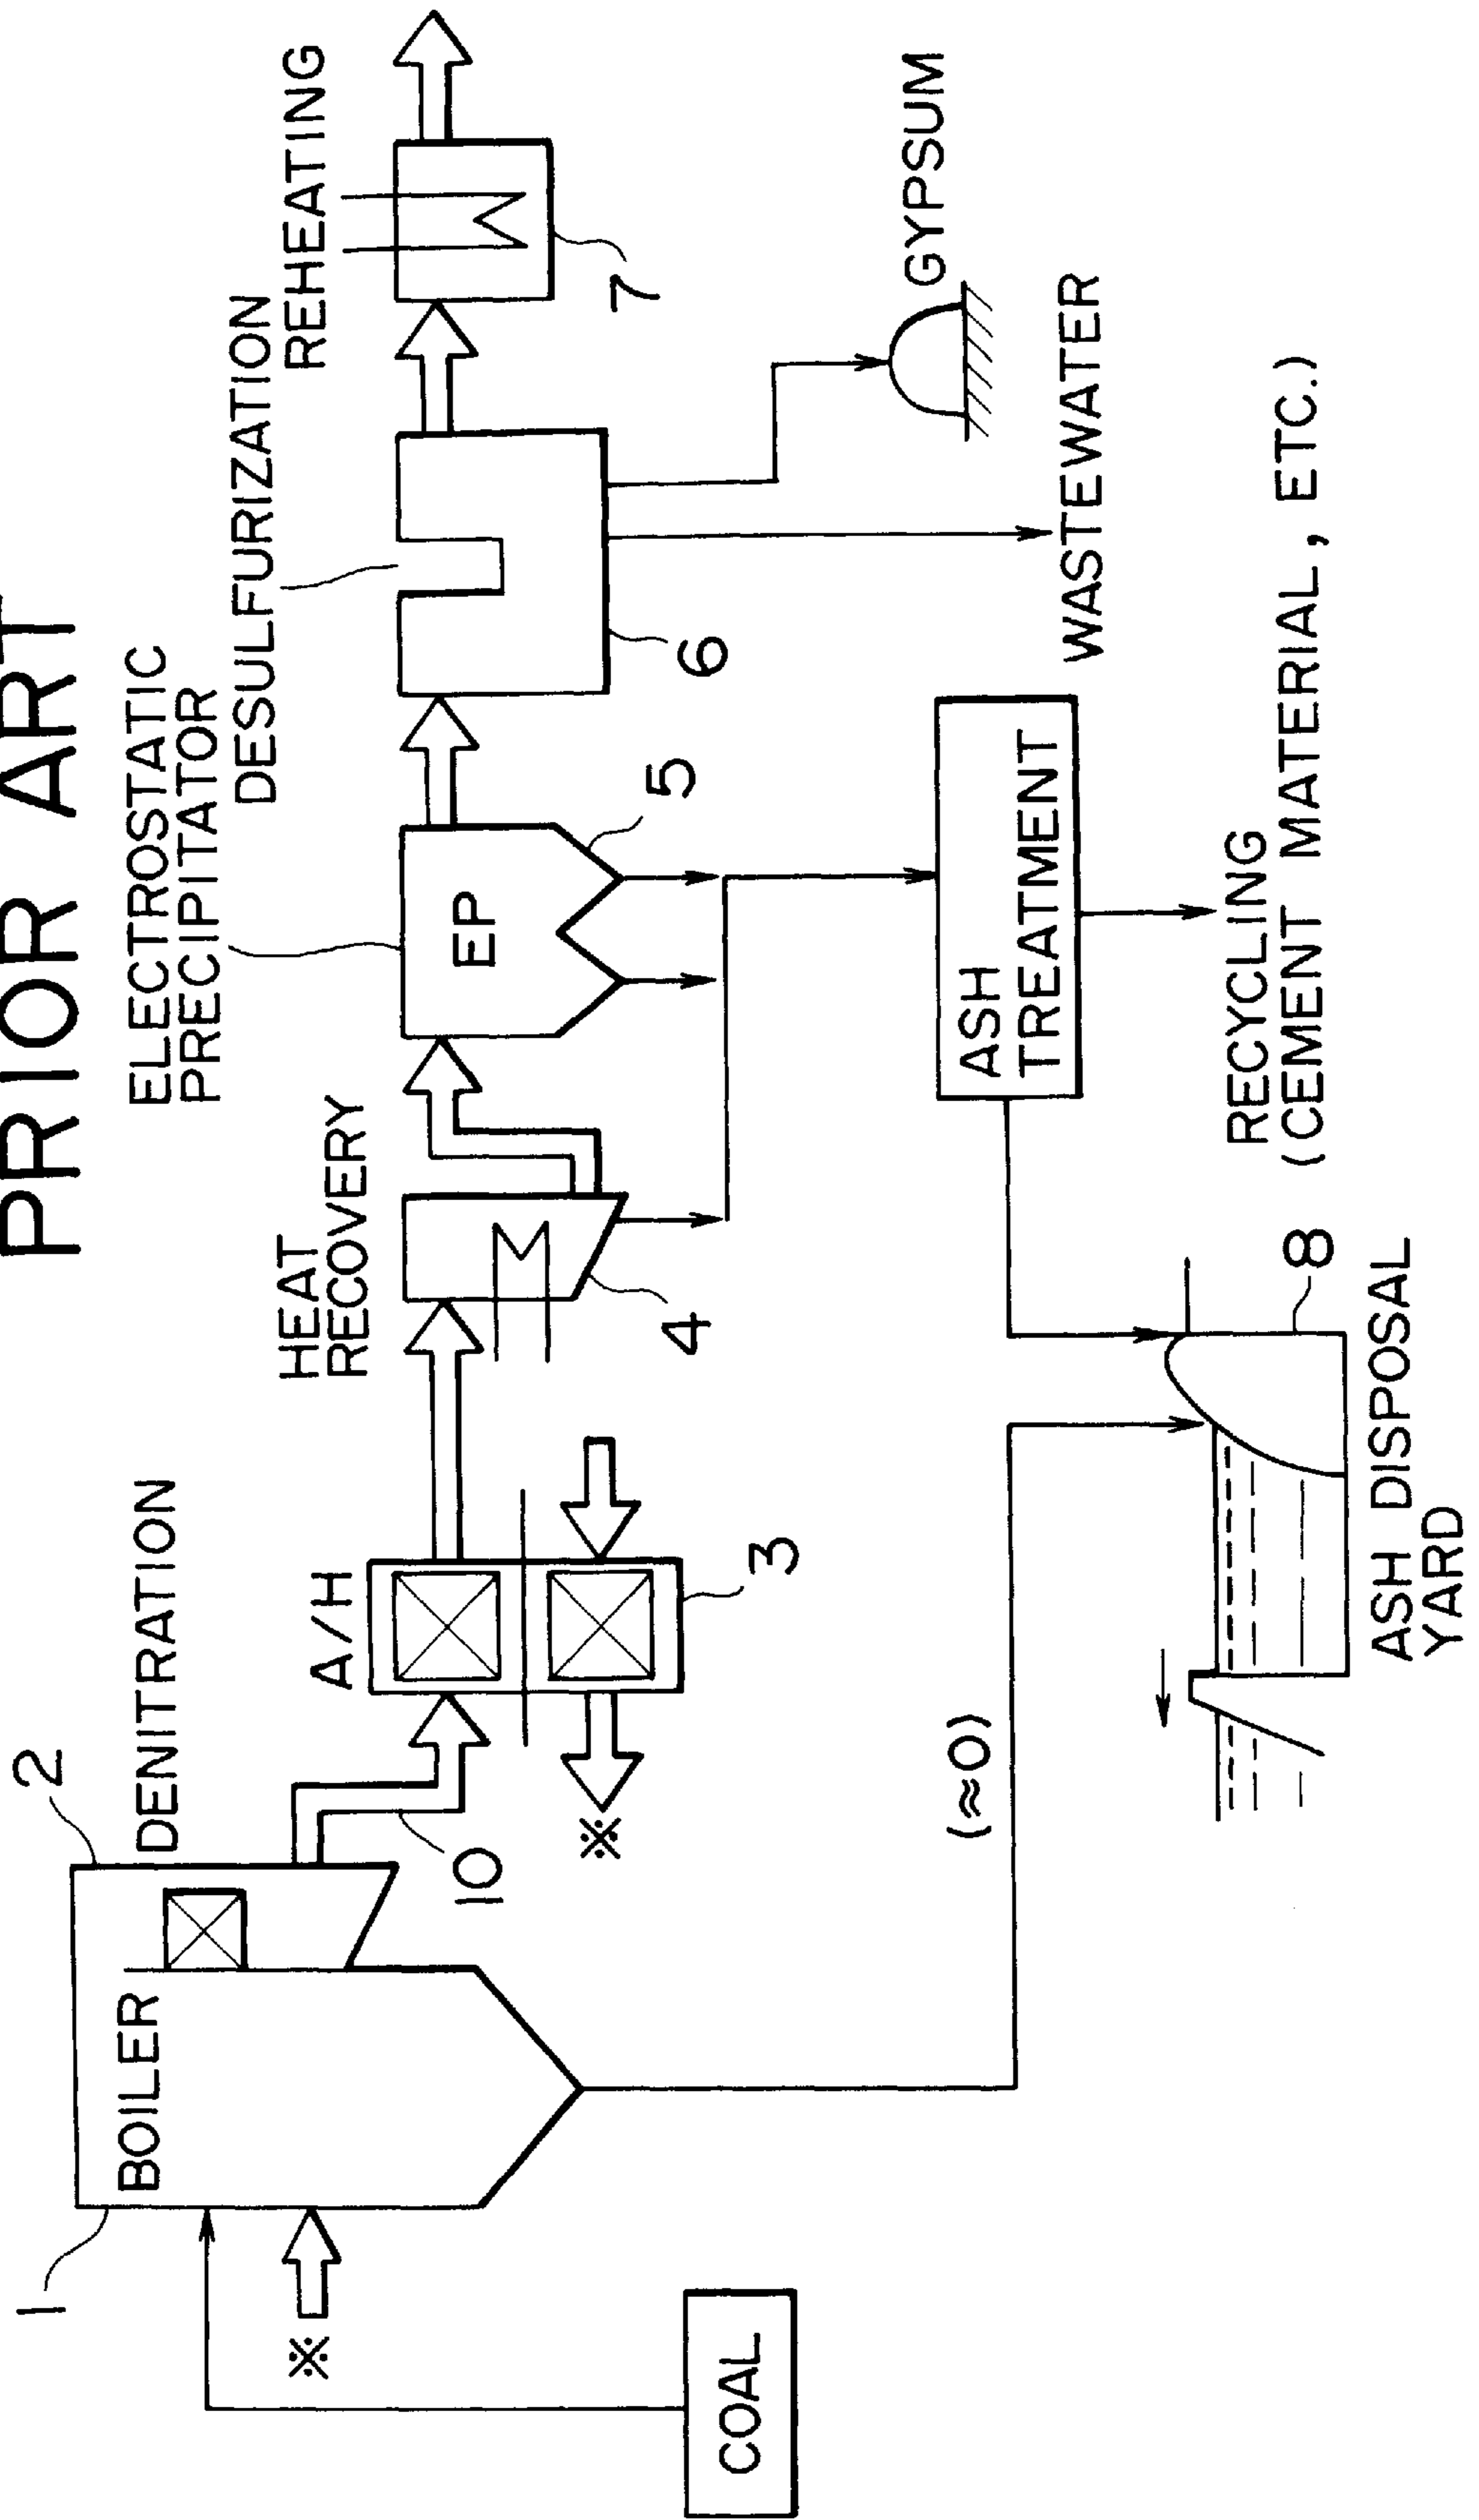 PRIOR ART
1
BOILER
2
DENITRATION
※
COAL
10
A/H
3
※
HEAT
RECOVERY
4
ELECTROSTATIC
PRECIPITATOR
EP
5
DESULFURIZATION
6
REHEATING
7
GYPSUM
WASTEWATER
ASH
TREATMENT
RECYCLING
(CEMENT MATERIAL, ETC.)
(≈0)
8
ASH DISPOSAL
YARD